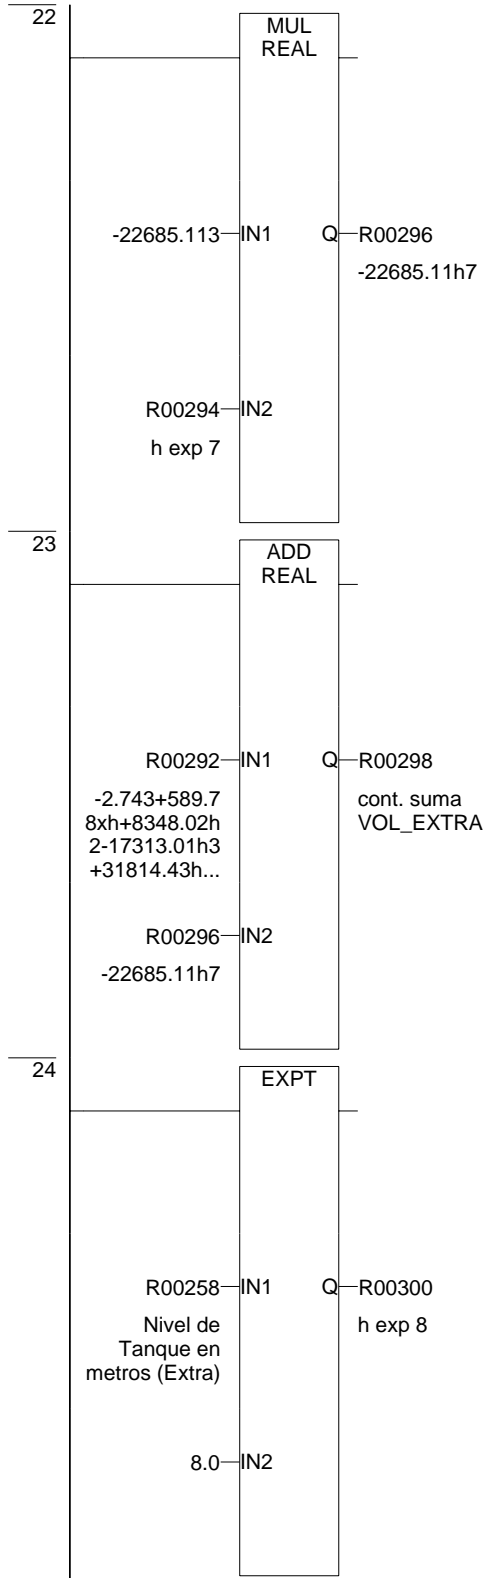 22
MUL
REAL
-22685.113 IN1 Q R00296
-22685.11h7
R00294 IN2
h exp 7
23
ADD
REAL
R00292 IN1 Q R00298
-2.743+589.7
8xh+8348.02h
2-17313.01h3
+31814.43h...
cont. suma
VOL_EXTRA
R00296 IN2
-22685.11h7
24
EXPT
R00258 IN1 Q R00300
Nivel de
Tanque en
metros (Extra)
h exp 8
8.0 IN2